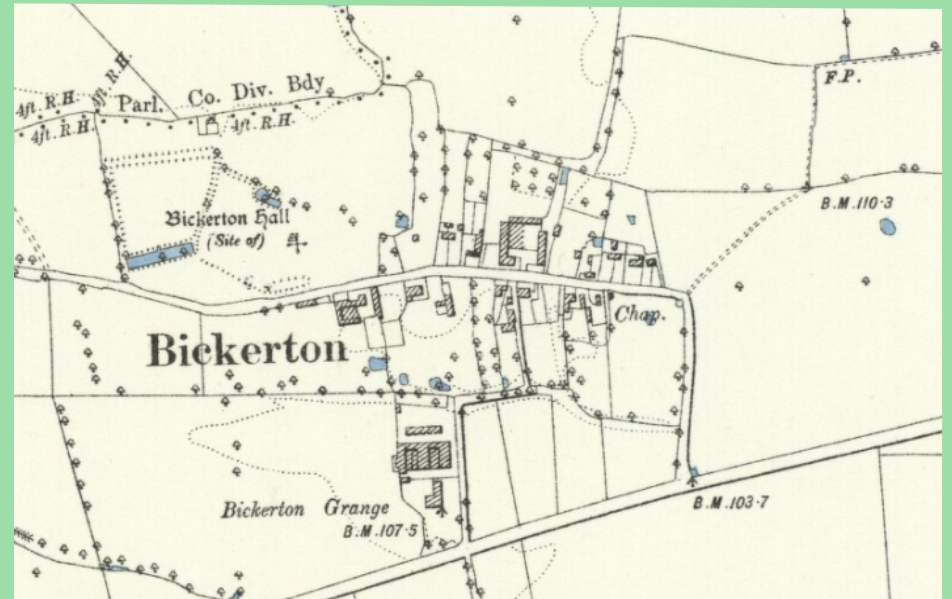 4ft. R.H.
4ft. R.H.
4ft. R.H.
Parl. Co. Div. Bdy
4ft. R.H.
F.P.
B.M. 110·3
Bickerton Hall
(Site of)
Chap.
Bickerton
B.M. 103·7
Bickerton Grange
B.M. 107·5